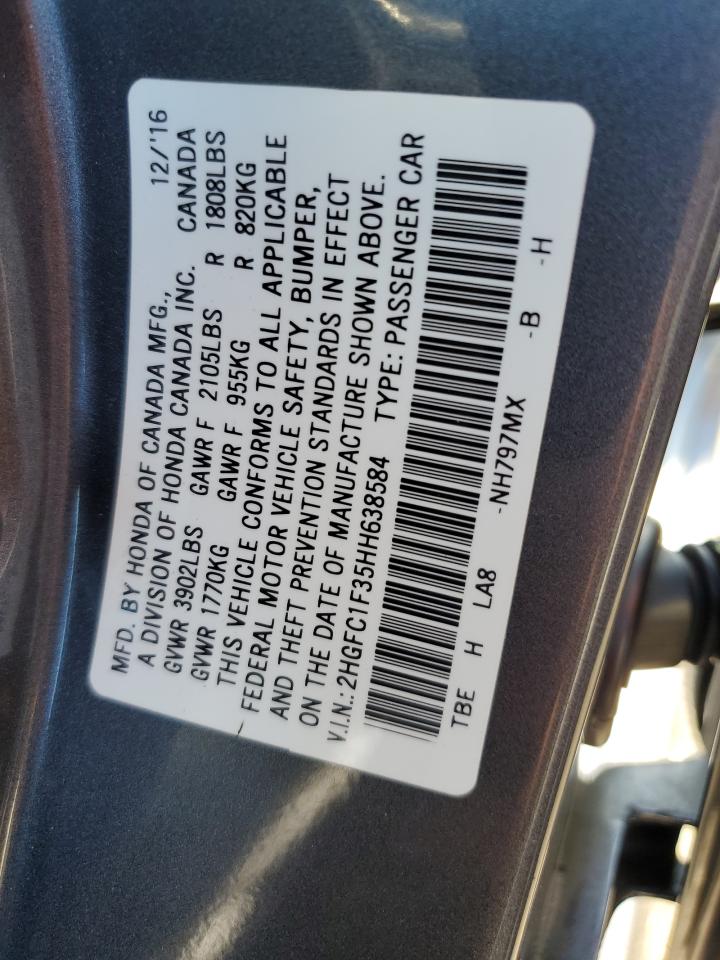 MFD. BY HONDA OF CANADA MFG., 12/'16
A DIVISION OF HONDA CANADA INC. CANADA
GVWR 3902LBS GAWR F 2105LBS R 1808LBS
GVWR 1770KG GAWR F 955KG R 820KG
THIS VEHICLE CONFORMS TO ALL APPLICABLE
FEDERAL MOTOR VEHICLE SAFETY, BUMPER,
AND THEFT PREVENTION STANDARDS IN EFFECT
ON THE DATE OF MANUFACTURE SHOWN ABOVE.
V.I.N.: 2HGFC1F35HH638584 TYPE: PASSENGER CAR
TBE H LA8 -NH797MX -B -H